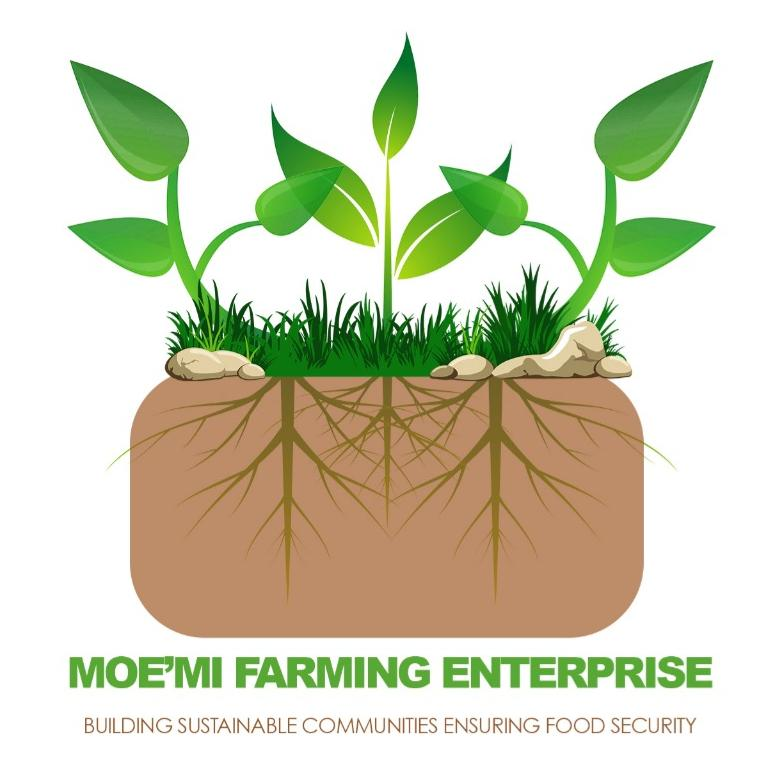 MOE'MI FARMING ENTERPRISE
BUILDING SUSTAINABLE COMMUNITIES ENSURING FOOD SECURITY